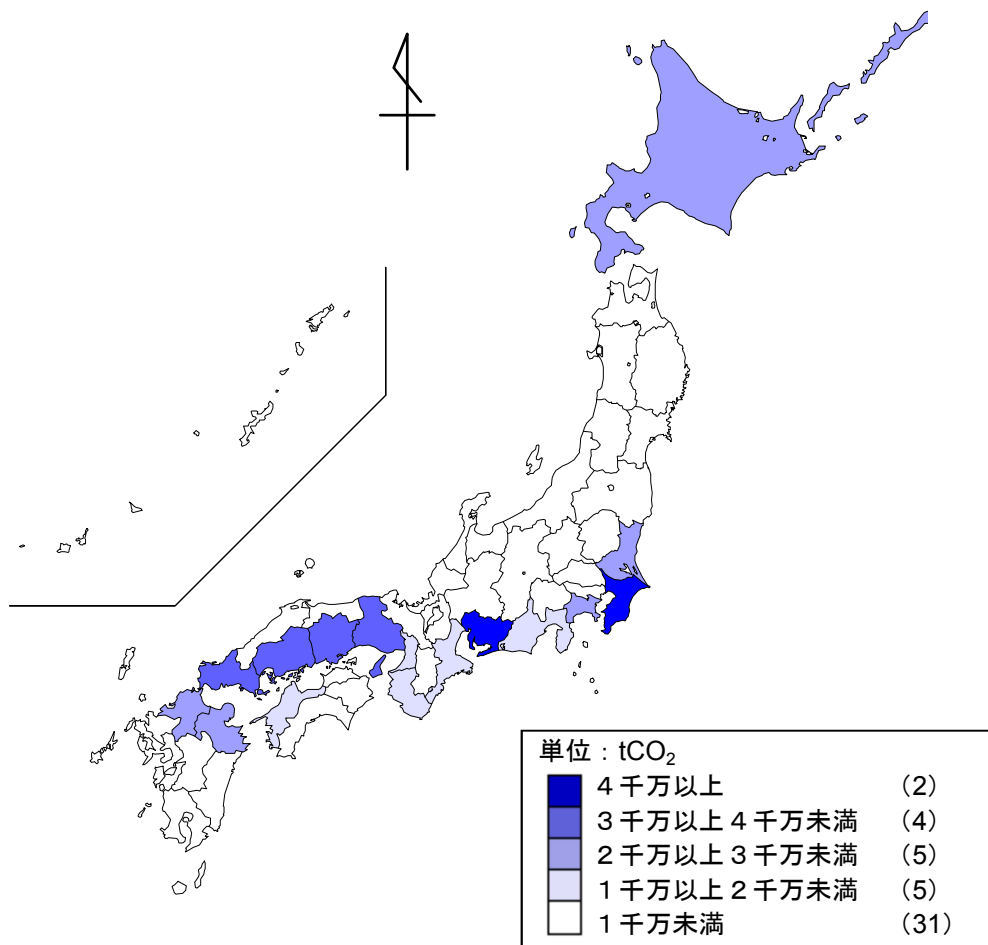 単位：tCO₂
４千万以上 （2）
３千万以上４千万未満 （4）
２千万以上３千万未満 （5）
１千万以上２千万未満 （5）
１千万未満 （31）